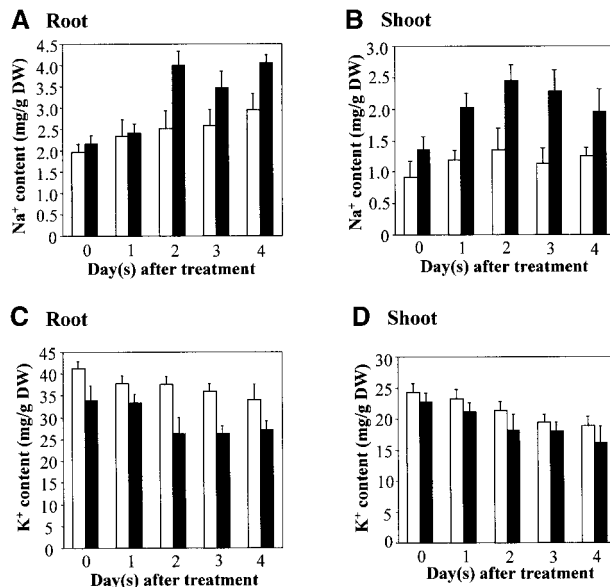 A Root
Na⁺ content (mg/g DW)
4.5
4.0
3.5
3.0
2.5
2.0
1.5
1.0
.5
0
0 1 2 3 4
Day(s) after treatment
B Shoot
Na⁺ content (mg/g DW)
3.0
2.5
2.0
1.5
1.0
.5
0
0 1 2 3 4
Day(s) after treatment
C Root
K⁺ content (mg/g DW)
45
40
35
30
25
20
15
10
5
0
0 1 2 3 4
Day(s) after treatment
D Shoot
K⁺ content (mg/g DW)
30
25
20
15
10
5
0
0 1 2 3 4
Day(s) after treatment